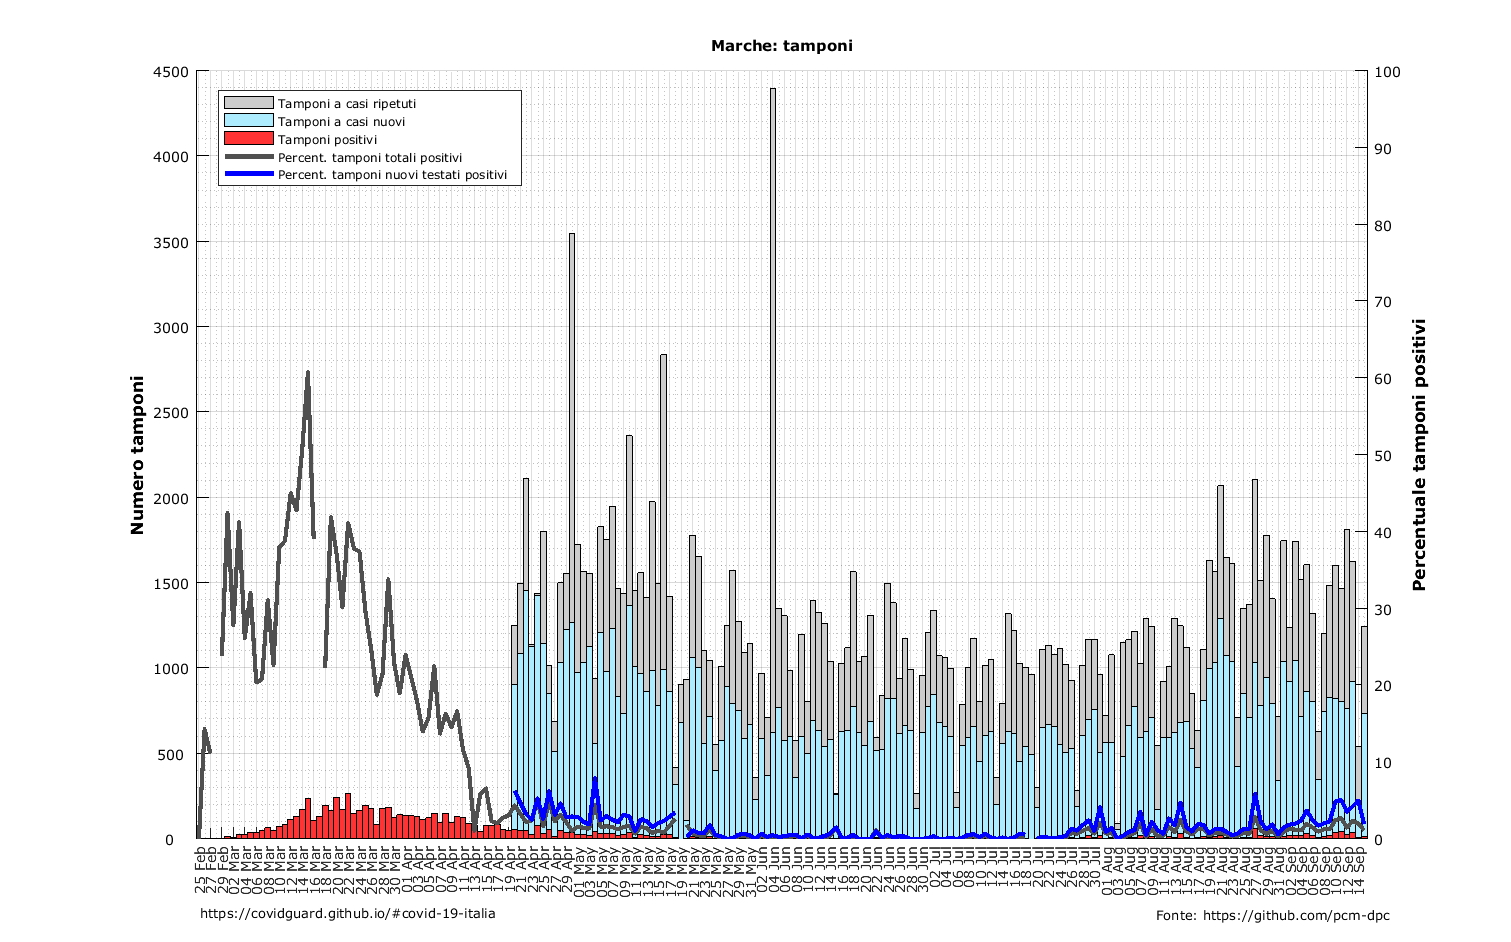 Marche: tamponi
4500
4000
3500
3000
2500
2000
1500
1000
500
0
Numero tamponi
Tamponi a casi ripetuti
Tamponi a casi nuovi
Tamponi positivi
Percent. tamponi totali positivi
Percent. tamponi nuovi testati positivi
100
90
80
70
60
50
40
30
20
10
0
Percentuale tamponi positivi
25 Feb
27 Feb
29 Feb
02 Mar
04 Mar
06 Mar
08 Mar
10 Mar
12 Mar
14 Mar
16 Mar
18 Mar
20 Mar
22 Mar
24 Mar
26 Mar
28 Mar
30 Mar
01 Apr
03 Apr
05 Apr
07 Apr
09 Apr
11 Apr
13 Apr
15 Apr
17 Apr
19 Apr
21 Apr
23 Apr
25 Apr
27 Apr
29 Apr
01 May
03 May
05 May
07 May
09 May
11 May
13 May
15 May
17 May
19 May
21 May
23 May
25 May
27 May
29 May
31 May
02 Jun
04 Jun
06 Jun
08 Jun
10 Jun
12 Jun
14 Jun
16 Jun
18 Jun
20 Jun
22 Jun
24 Jun
26 Jun
28 Jun
30 Jun
02 Jul
04 Jul
06 Jul
08 Jul
10 Jul
12 Jul
14 Jul
16 Jul
18 Jul
20 Jul
22 Jul
24 Jul
26 Jul
28 Jul
30 Jul
01 Aug
03 Aug
05 Aug
07 Aug
09 Aug
11 Aug
13 Aug
15 Aug
17 Aug
19 Aug
21 Aug
23 Aug
25 Aug
27 Aug
29 Aug
31 Aug
02 Sep
04 Sep
06 Sep
08 Sep
10 Sep
12 Sep
14 Sep
https://covidguard.github.io/#covid-19-italia
Fonte: https://github.com/pcm-dpc